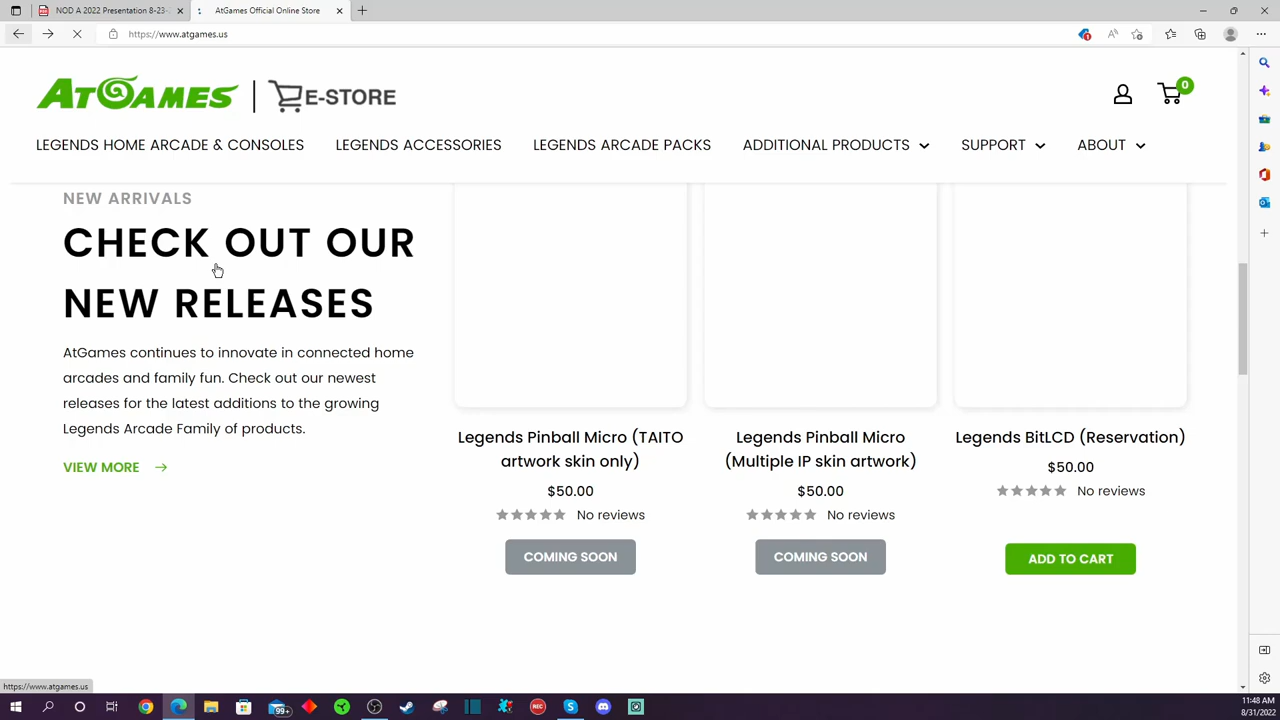 NOD A 2022 Presentation 8-23-
AtGames Official Online Store
https://www.atgames.us
ATGAMES | E-STORE
0
LEGENDS HOME ARCADE & CONSOLES
LEGENDS ACCESSORIES
LEGENDS ARCADE PACKS
ADDITIONAL PRODUCTS
SUPPORT
ABOUT
NEW ARRIVALS
CHECK OUT OUR
NEW RELEASES
AtGames continues to innovate in connected home
arcades and family fun. Check out our newest
releases for the latest additions to the growing
Legends Arcade Family of products.
VIEW MORE
Legends Pinball Micro (TAITO
artwork skin only)
$50.00
No reviews
COMING SOON
Legends Pinball Micro
(Multiple IP skin artwork)
$50.00
No reviews
COMING SOON
Legends BitLCD (Reservation)
$50.00
No reviews
ADD TO CART
https://www.atgames.us
99+
REC
11:48 AM
8/31/2022